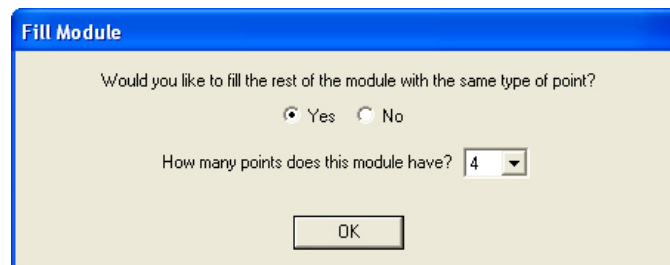 Fill Module
Would you like to fill the rest of the module with the same type of point?
Yes No
How many points does this module have? 4
OK